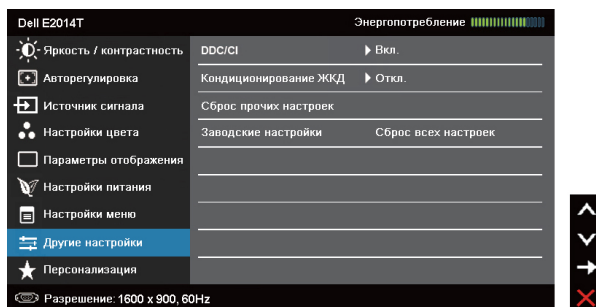 Dell E2014T Энергопотребление
Яркость / контрастность DDC/CI Вкл.
Авторегулировка Кондиционирование ЖКД Откл.
Источник сигнала Сброс прочих настроек
Настройки цвета Заводские настройки Сброс всех настроек
Параметры отображения
Настройки питания
Настройки меню
Другие настройки
Персонализация
Разрешение: 1600 x 900, 60Hz